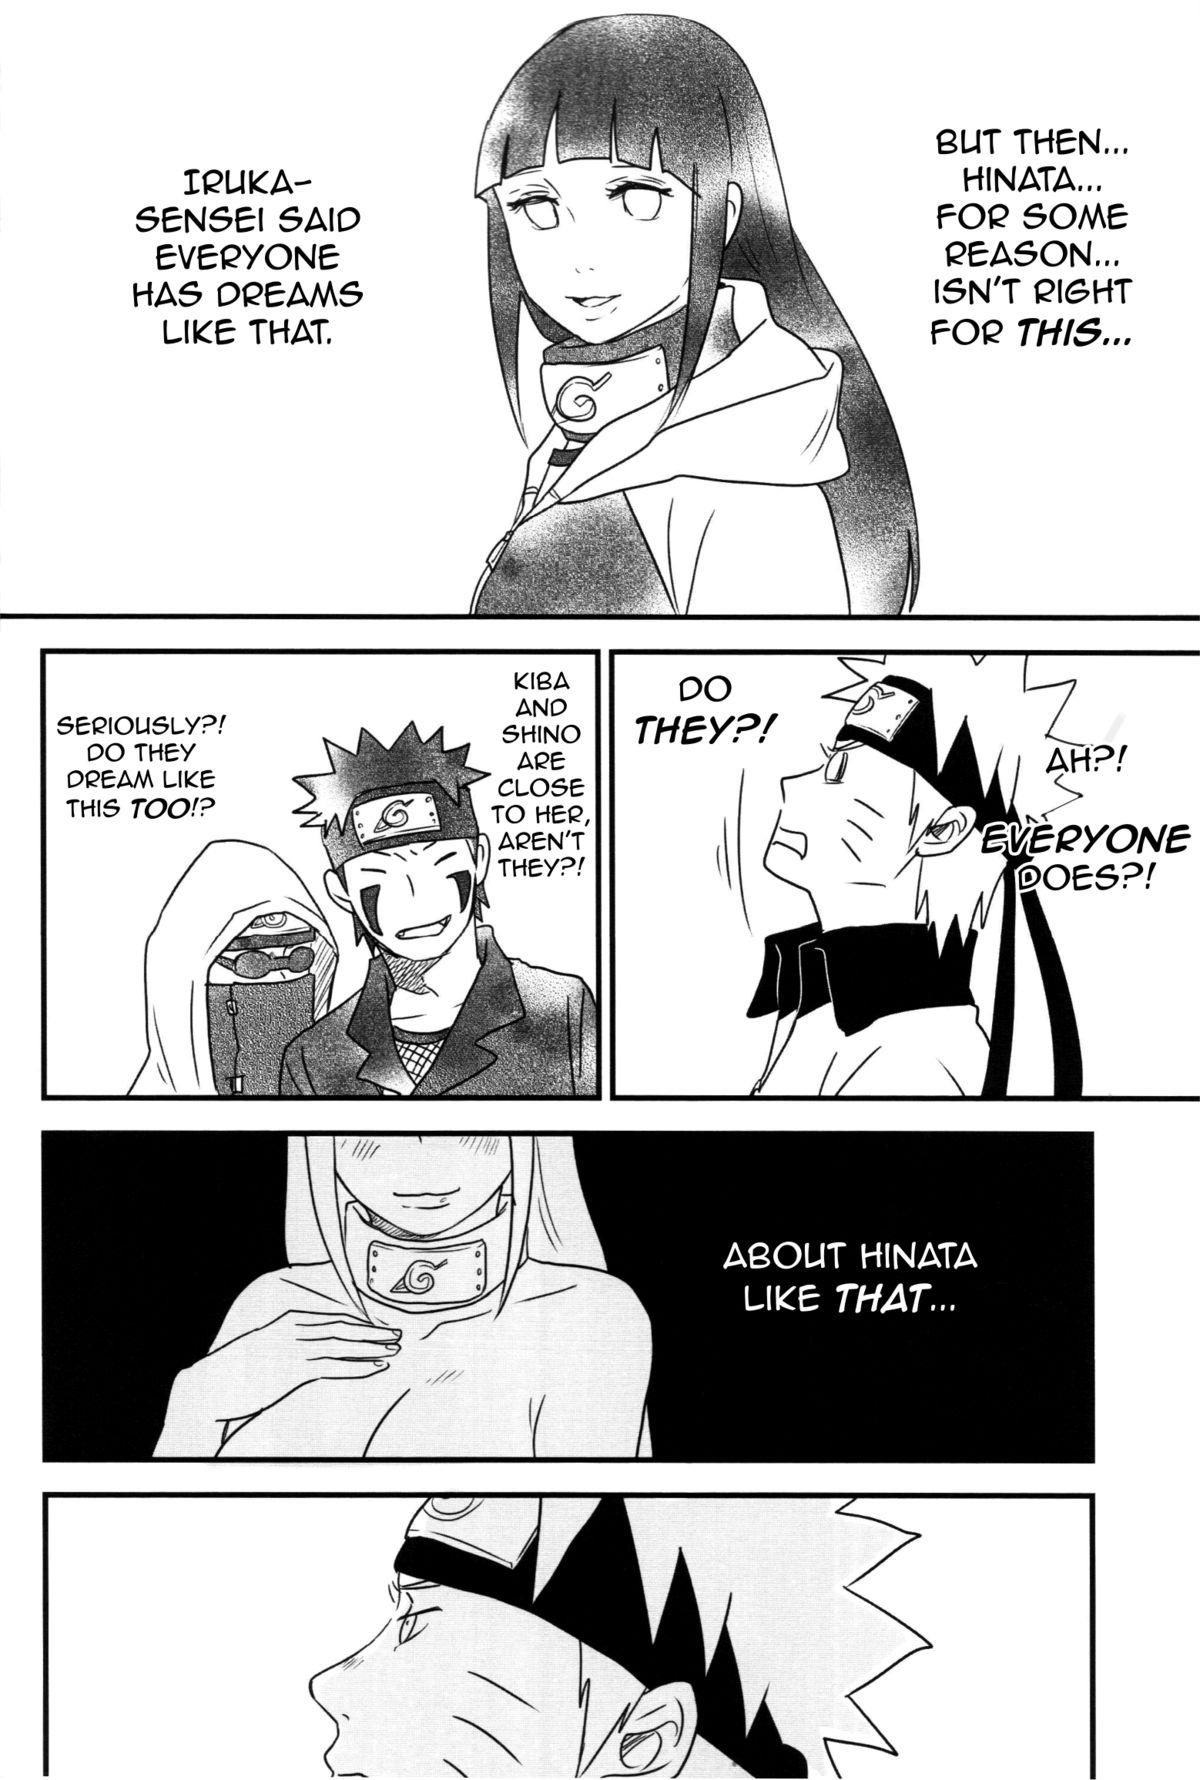 BUT THEN...
HINATA...
FOR SOME
REASON...
ISN'T RIGHT
FOR THIS...
IRUKA-
SENSEI SAID
EVERYONE
HAS DREAMS
LIKE THAT.
AH?!
EVERYONE
DOES?!
DO
THEY?!
KIBA
AND
SHINO
ARE
CLOSE
TO HER,
AREN'T
THEY?!
SERIOUSLY?!
DO THEY
DREAM LIKE
THIS TOO!?
ABOUT HINATA
LIKE THAT...